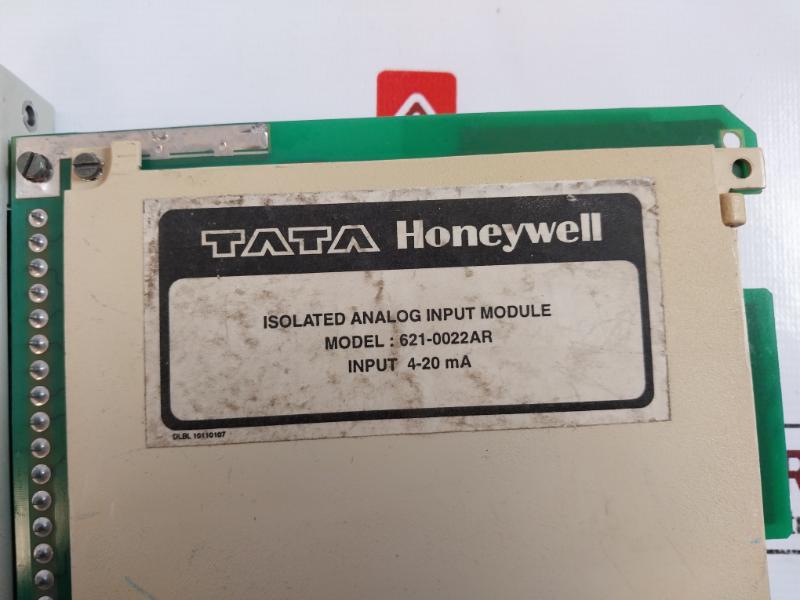 TATA Honeywell
ISOLATED ANALOG INPUT MODULE
MODEL : 621-0022AR
INPUT 4-20 mA
DLBL 10110107